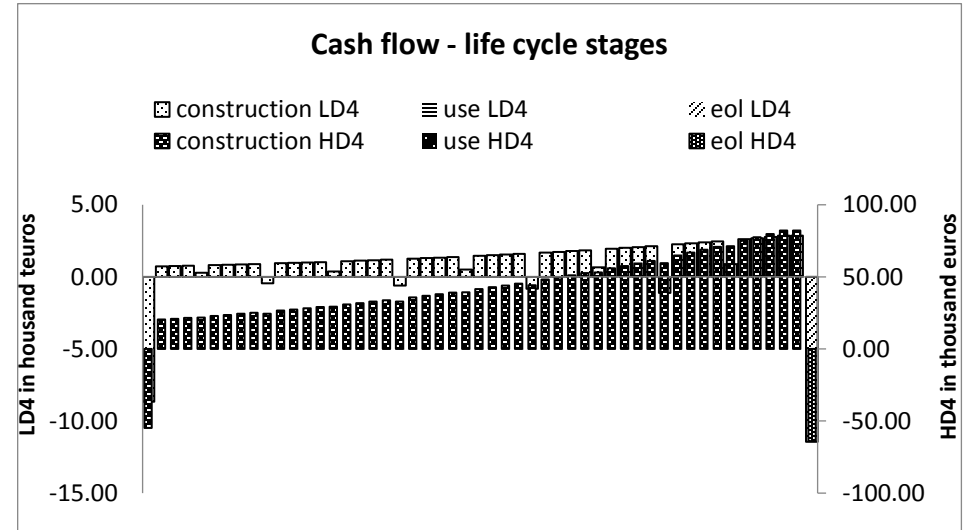 Cash flow - life cycle stages
construction LD4 use LD4 eol LD4
construction HD4 use HD4 eol HD4
LD4 in housand teuros
5.00
0.00
-5.00
-10.00
-15.00
100.00
50.00
0.00
-50.00
-100.00
HD4 in thousand euros